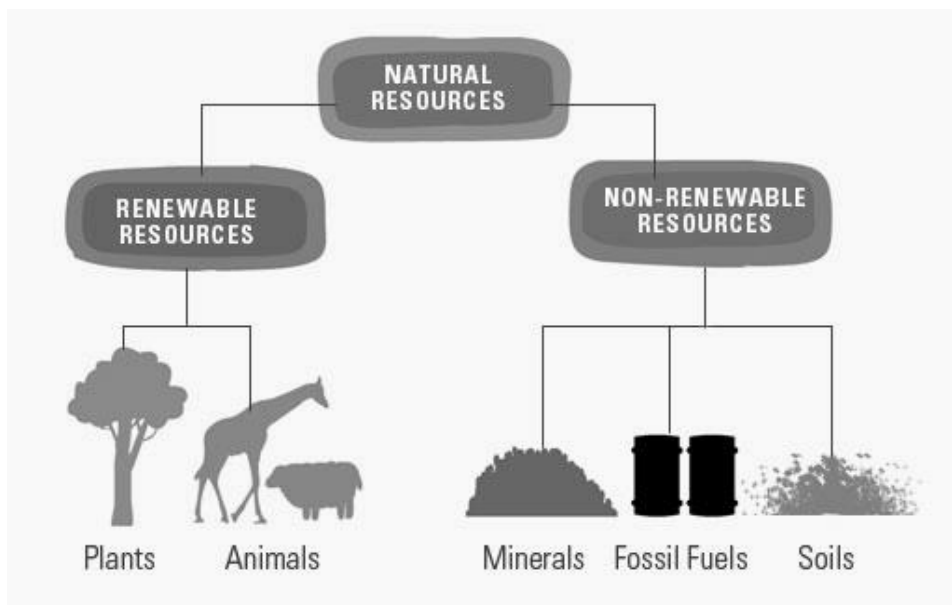 NATURAL
RESOURCES
RENEWABLE
RESOURCES
NON-RENEWABLE
RESOURCES
Plants
Animals
Minerals
Fossil Fuels
Soils